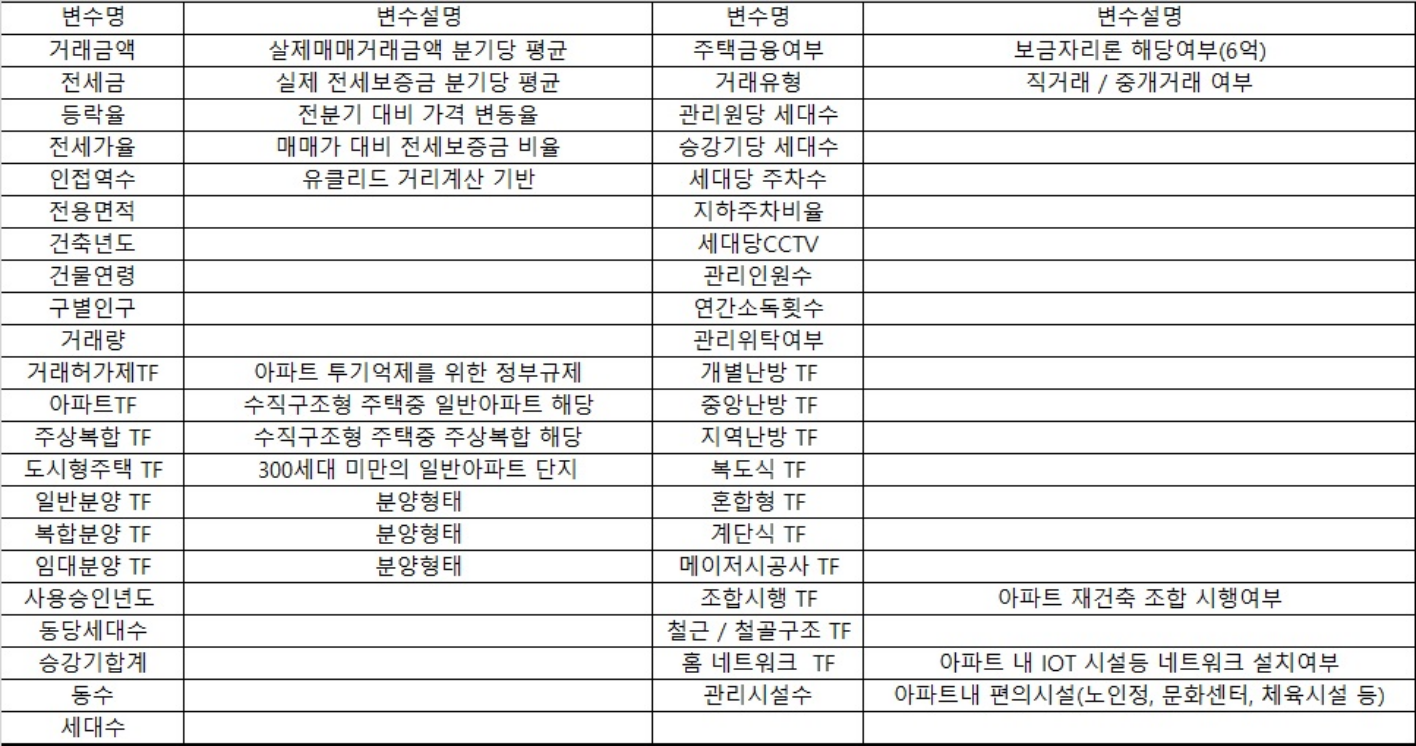 변수명 변수설명 변수명 변수설명
거래금액 살제매매거래금액 분기당 평균 주택금융여부 보금자리론 해당여부(6억)
전세금 실제 전세보증금 분기당 평균 거래유형 직거래 / 중개거래 여부
등락율 전분기 대비 가격 변동율 관리원당 세대수
전세가율 매매가 대비 전세보증금 비율 승강기당 세대수
인접역수 유클리드 거리계산 기반 세대당 주차수
전용면적 지하주차비율
건축년도 세대당CCTV
건물연령 관리인원수
구별인구 연간소독횟수
거래량 관리위탁여부
거래허가제TF 아파트 투기억제를 위한 정부규제 개별난방 TF
아파트TF 수직구조형 주택중 일반아파트 해당 중앙난방 TF
주상복합 TF 수직구조형 주택중 주상복합 해당 지역난방 TF
도시형주택 TF 300세대 미만의 일반아파트 단지 복도식 TF
일반분양 TF 분양형태 혼합형 TF
복합분양 TF 분양형태 계단식 TF
임대분양 TF 분양형태 메이저시공사 TF
사용승인년도 조합시행 TF 아파트 재건축 조합 시행여부
동당세대수 철근 / 철골구조 TF
승강기합계 홈 네트워크 TF 아파트 내 IOT 시설등 네트워크 설치여부
동수 관리시설수 아파트내 편의시설(노인정, 문화센터, 체육시설 등)
세대수